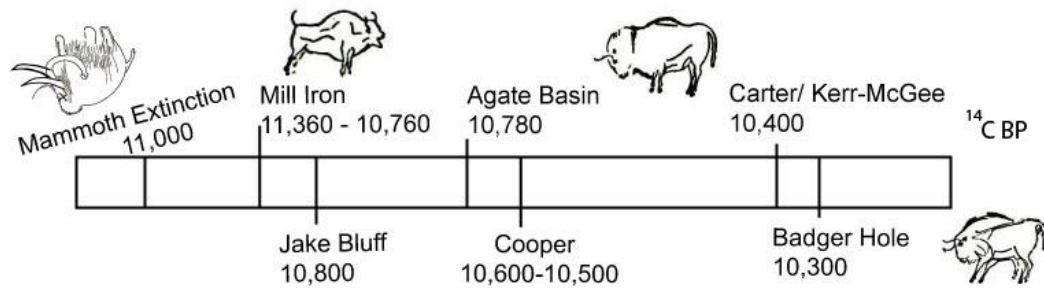 Mammoth Extinction
11,000
Mill Iron
11,360 - 10,760
Agate Basin
10,780
Carter/ Kerr-McGee
10,400
¹⁴C BP
Jake Bluff
10,800
Cooper
10,600-10,500
Badger Hole
10,300